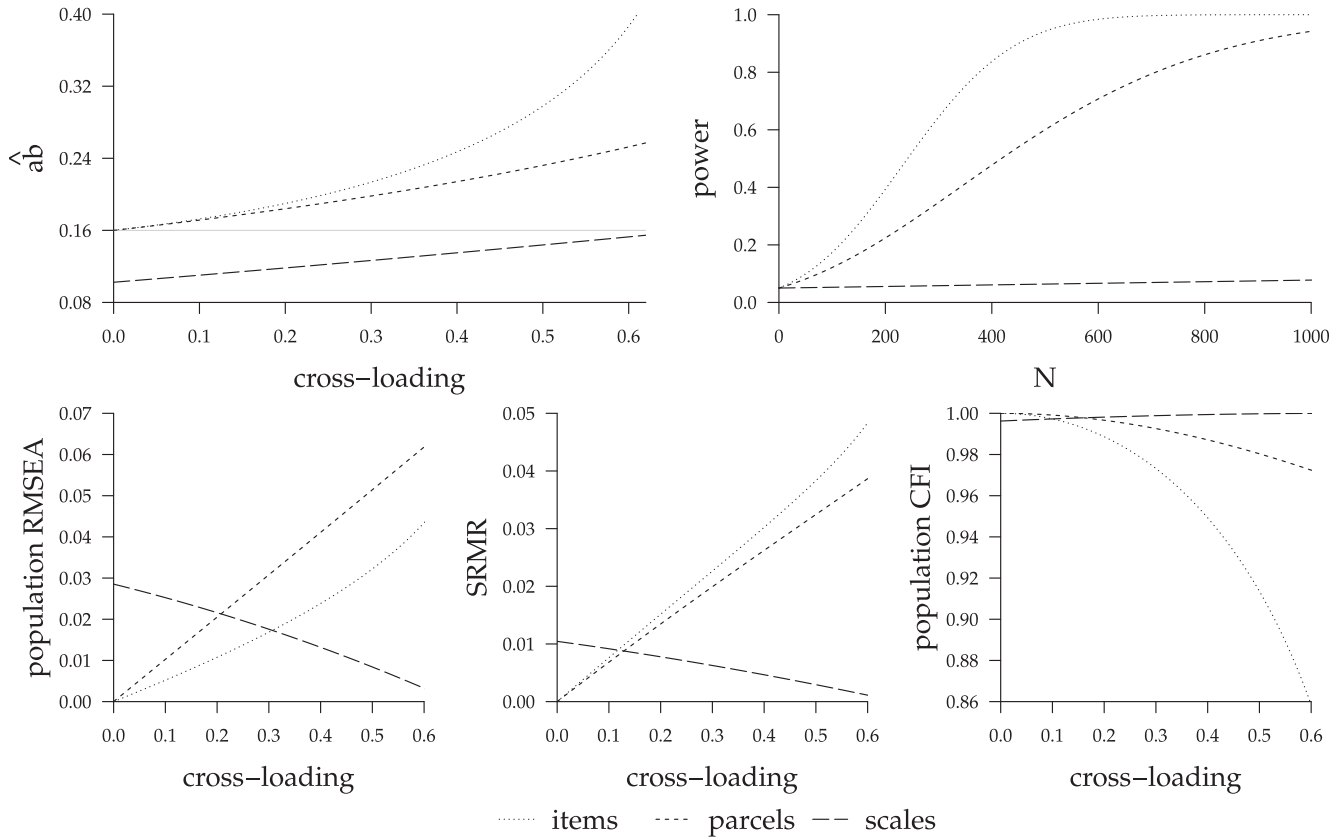 0.40
0.32
0.24
0.16
0.08
âb
0.0 0.1 0.2 0.3 0.4 0.5 0.6
cross−loading
1.0
0.8
0.6
0.4
0.2
0.0
power
0 200 400 600 800 1000
N
0.07
0.06
0.05
0.04
0.03
0.02
0.01
0.00
population RMSEA
0.0 0.1 0.2 0.3 0.4 0.5 0.6
cross−loading
0.05
0.04
0.03
0.02
0.01
0.00
SRMR
0.0 0.1 0.2 0.3 0.4 0.5 0.6
cross−loading
1.00
0.98
0.96
0.94
0.92
0.90
0.88
0.86
population CFI
0.0 0.1 0.2 0.3 0.4 0.5 0.6
cross−loading
items parcels scales